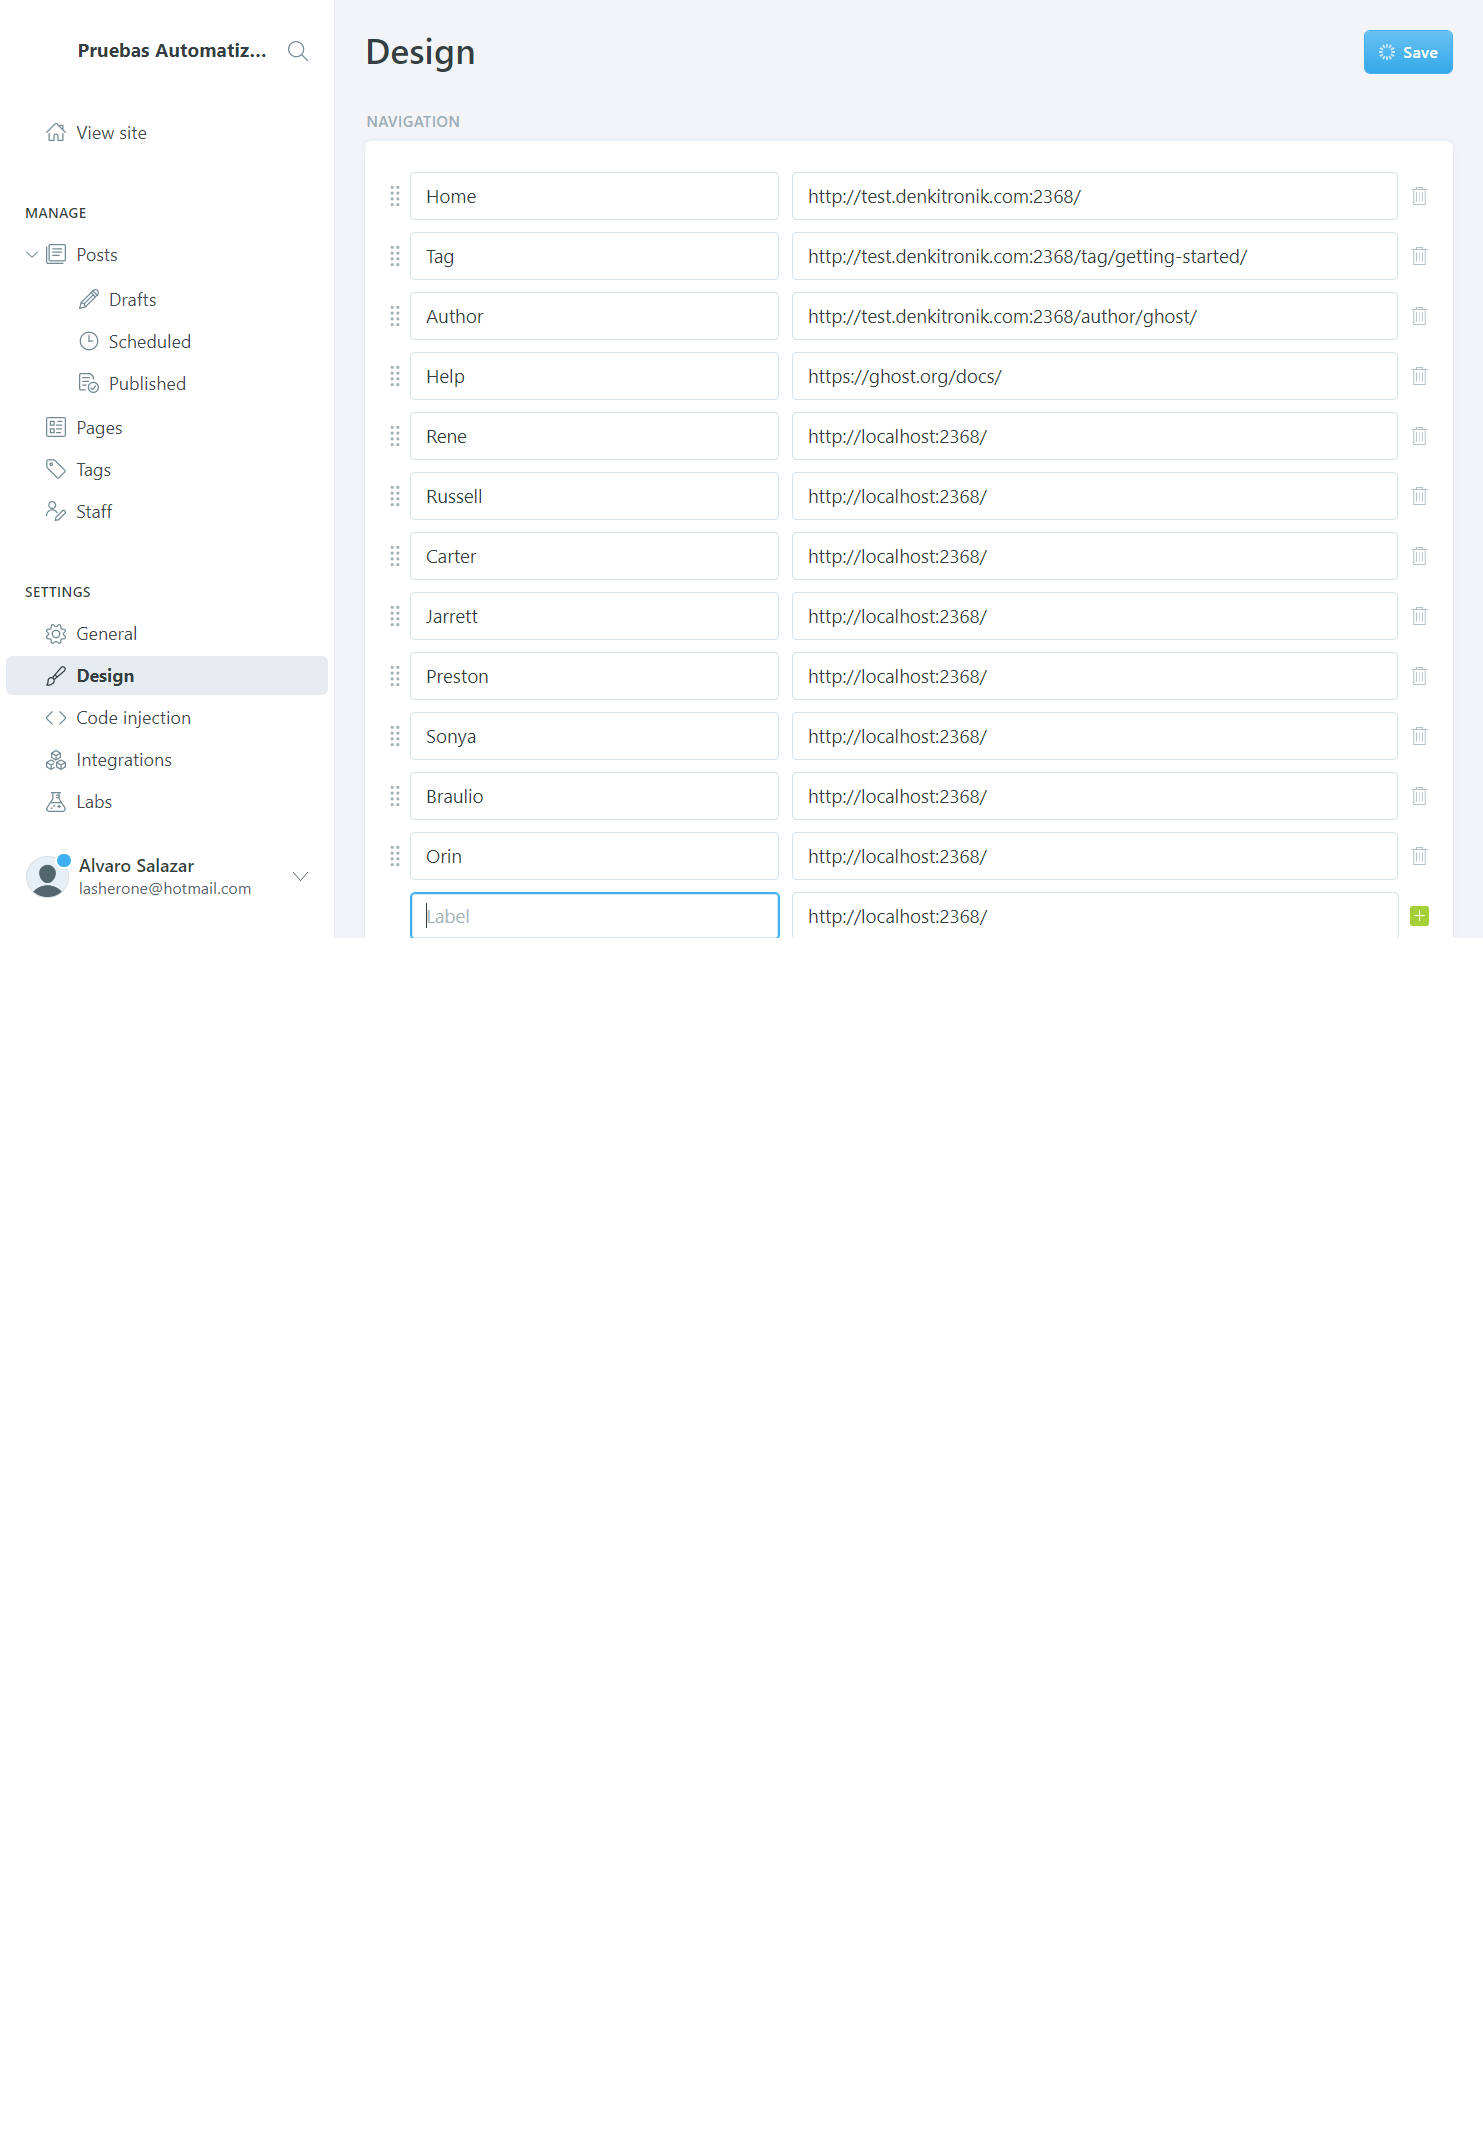 Pruebas Automatiz...
View site
MANAGE
Posts
Drafts
Scheduled
Published
Pages
Tags
Staff
SETTINGS
General
Design
Code injection
Integrations
Labs
Alvaro Salazar
lasherone@hotmail.com
Design
Save
NAVIGATION
Home http://test.denkitronik.com:2368/
Tag http://test.denkitronik.com:2368/tag/getting-started/
Author http://test.denkitronik.com:2368/author/ghost/
Help https://ghost.org/docs/
Rene http://localhost:2368/
Russell http://localhost:2368/
Carter http://localhost:2368/
Jarrett http://localhost:2368/
Preston http://localhost:2368/
Sonya http://localhost:2368/
Braulio http://localhost:2368/
Orin http://localhost:2368/
Label http://localhost:2368/